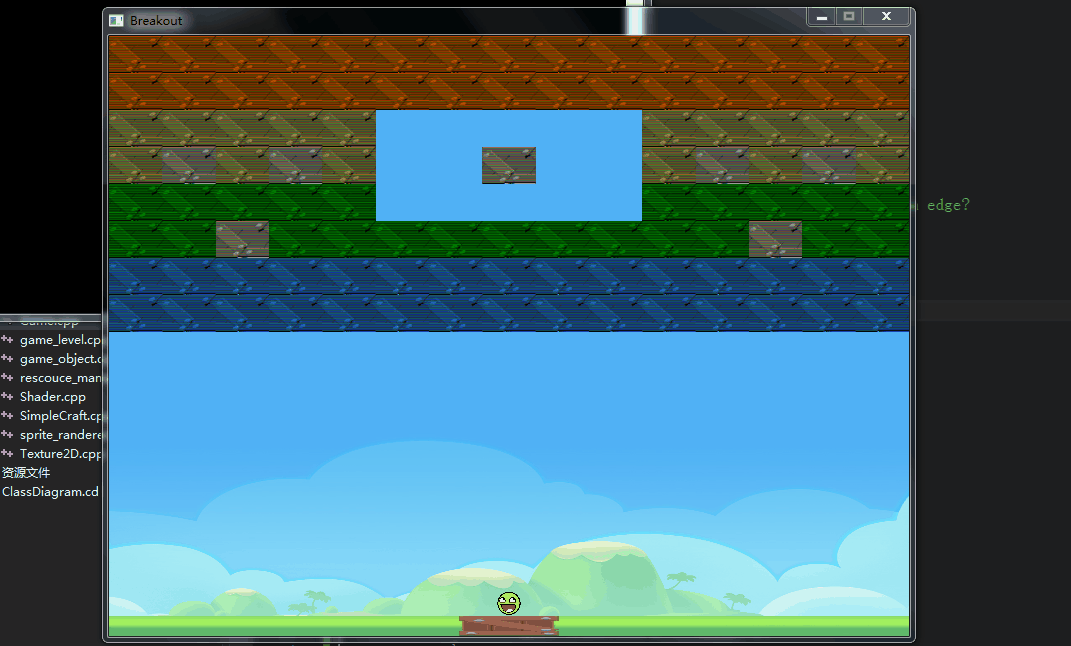 Breakout
edge?
Game.cpp
game_level.cp
game_object.c
rescouce_man
Shader.cpp
SimpleCraft.cp
sprite_randere
Texture2D.cpp
资源文件
ClassDiagram.cd